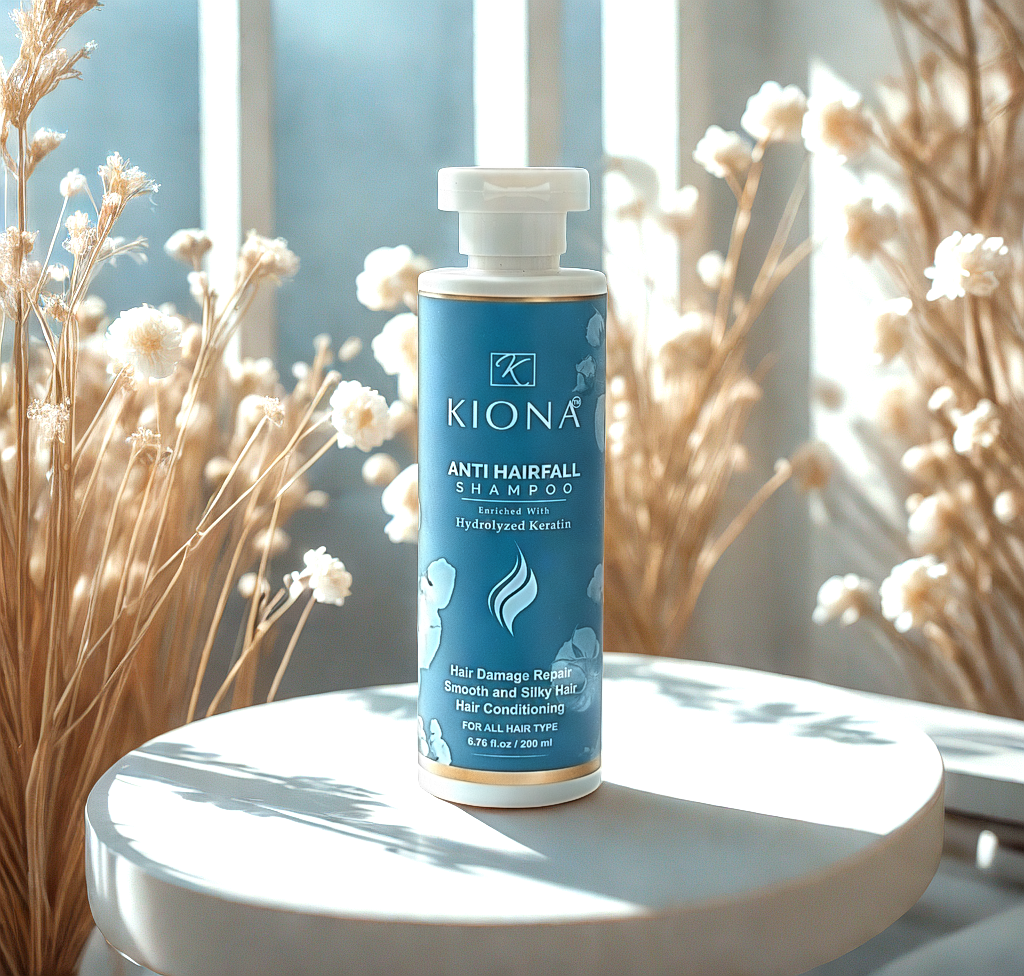 K
KIONA™
ANTI HAIRFALL
SHAMPOO
Enriched With
Hydrolyzed Keratin
Hair Damage Repair
Smooth and Silky Hair
Hair Conditioning
FOR ALL HAIR TYPE
6.76 fl.oz / 200 ml